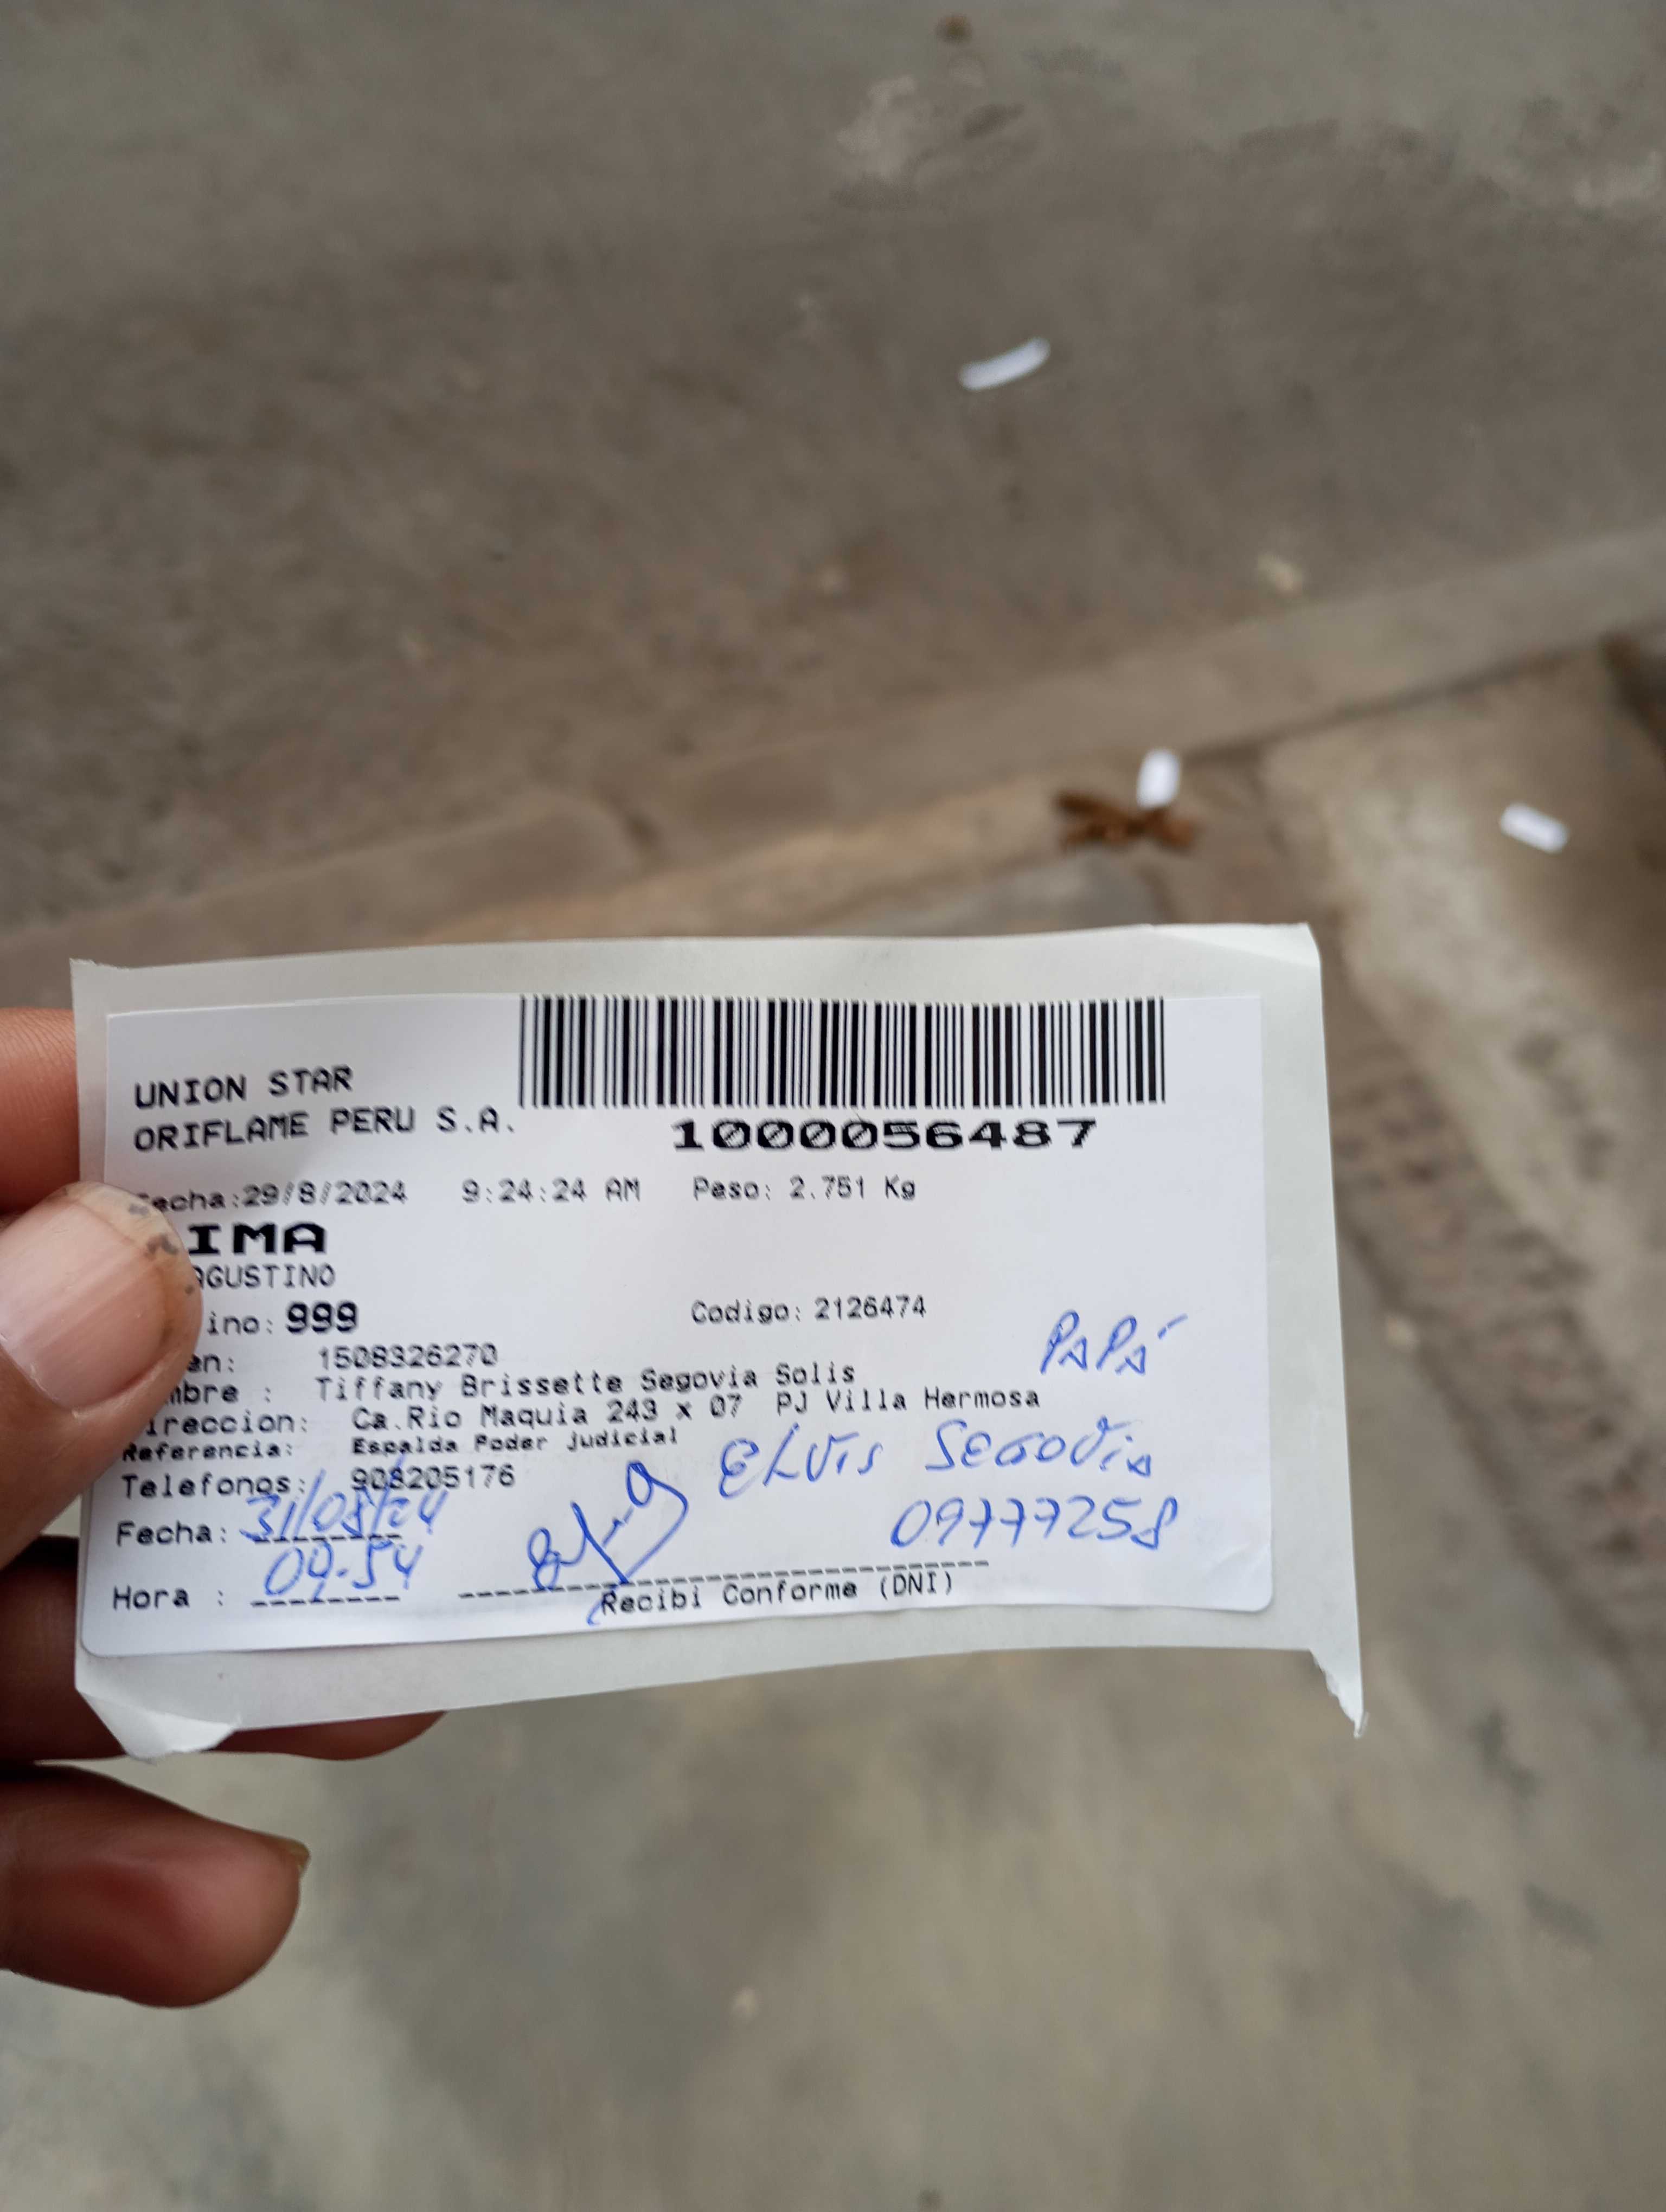 UNION STAR
ORIFLAME PERU S.A.
1000056487
Fecha:29/8/2024 9:24:24 AM Peso: 2.751 Kg
LIMA
AGUSTINO
ino: 999 Codigo: 2126474
en: 1508326270 PAPÁ
mbre : Tiffany Brissette Segovia Solis
Direccion: Ca.Rio Maquia 243 x 07 PJ Villa Hermosa
Referencia: Espalda Poder judicial
ELVIS SEGOVIA
Telefonos: 908205176
09777258
Fecha: 31/08/24
Hora : 09:54
Recibi Conforme (DNI)